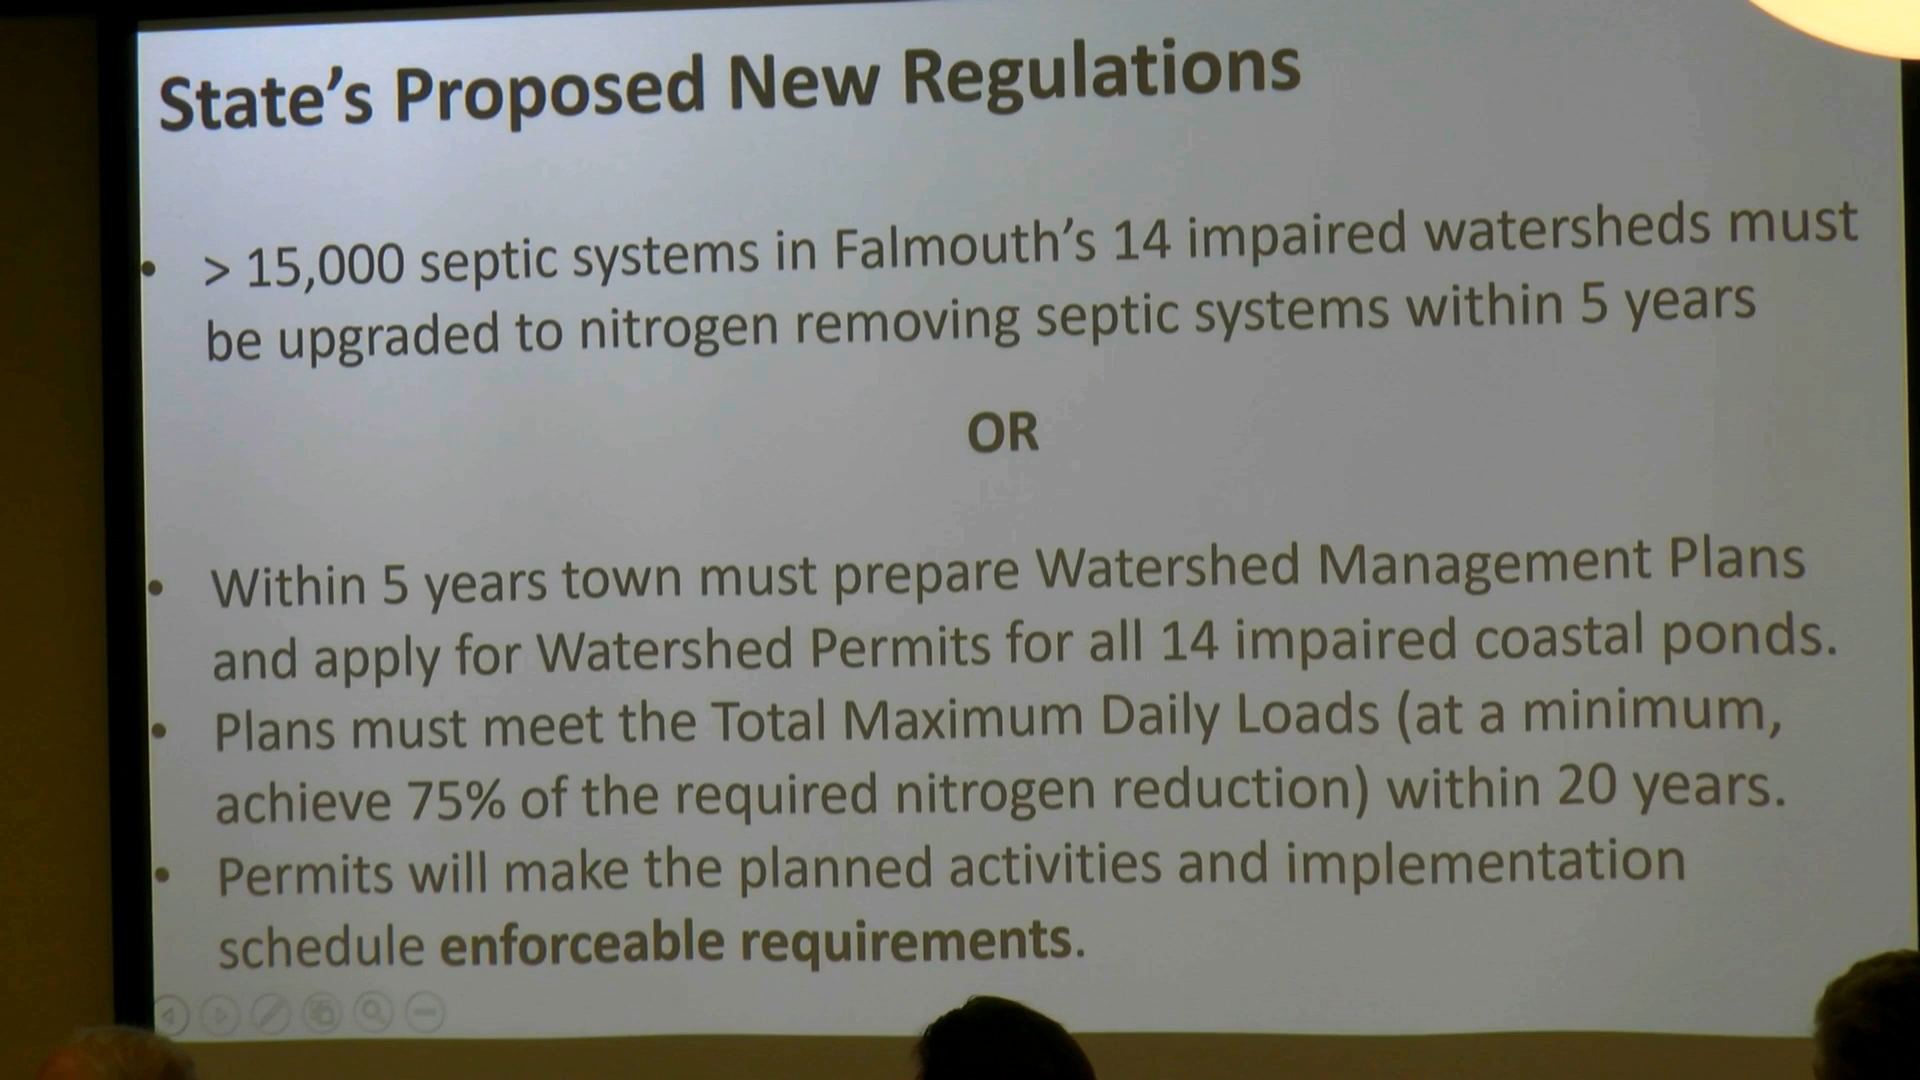 State's Proposed New Regulations
• > 15,000 septic systems in Falmouth's 14 impaired watersheds must
be upgraded to nitrogen removing septic systems within 5 years
OR
• Within 5 years town must prepare Watershed Management Plans
and apply for Watershed Permits for all 14 impaired coastal ponds.
• Plans must meet the Total Maximum Daily Loads (at a minimum,
achieve 75% of the required nitrogen reduction) within 20 years.
• Permits will make the planned activities and implementation
schedule enforceable requirements.